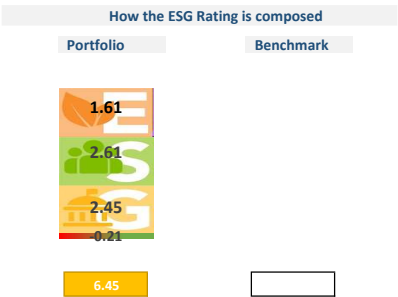 How the ESG Rating is composed
Portfolio Benchmark
1.61
E
2.61
S
2.45
G
-0.21
6.45